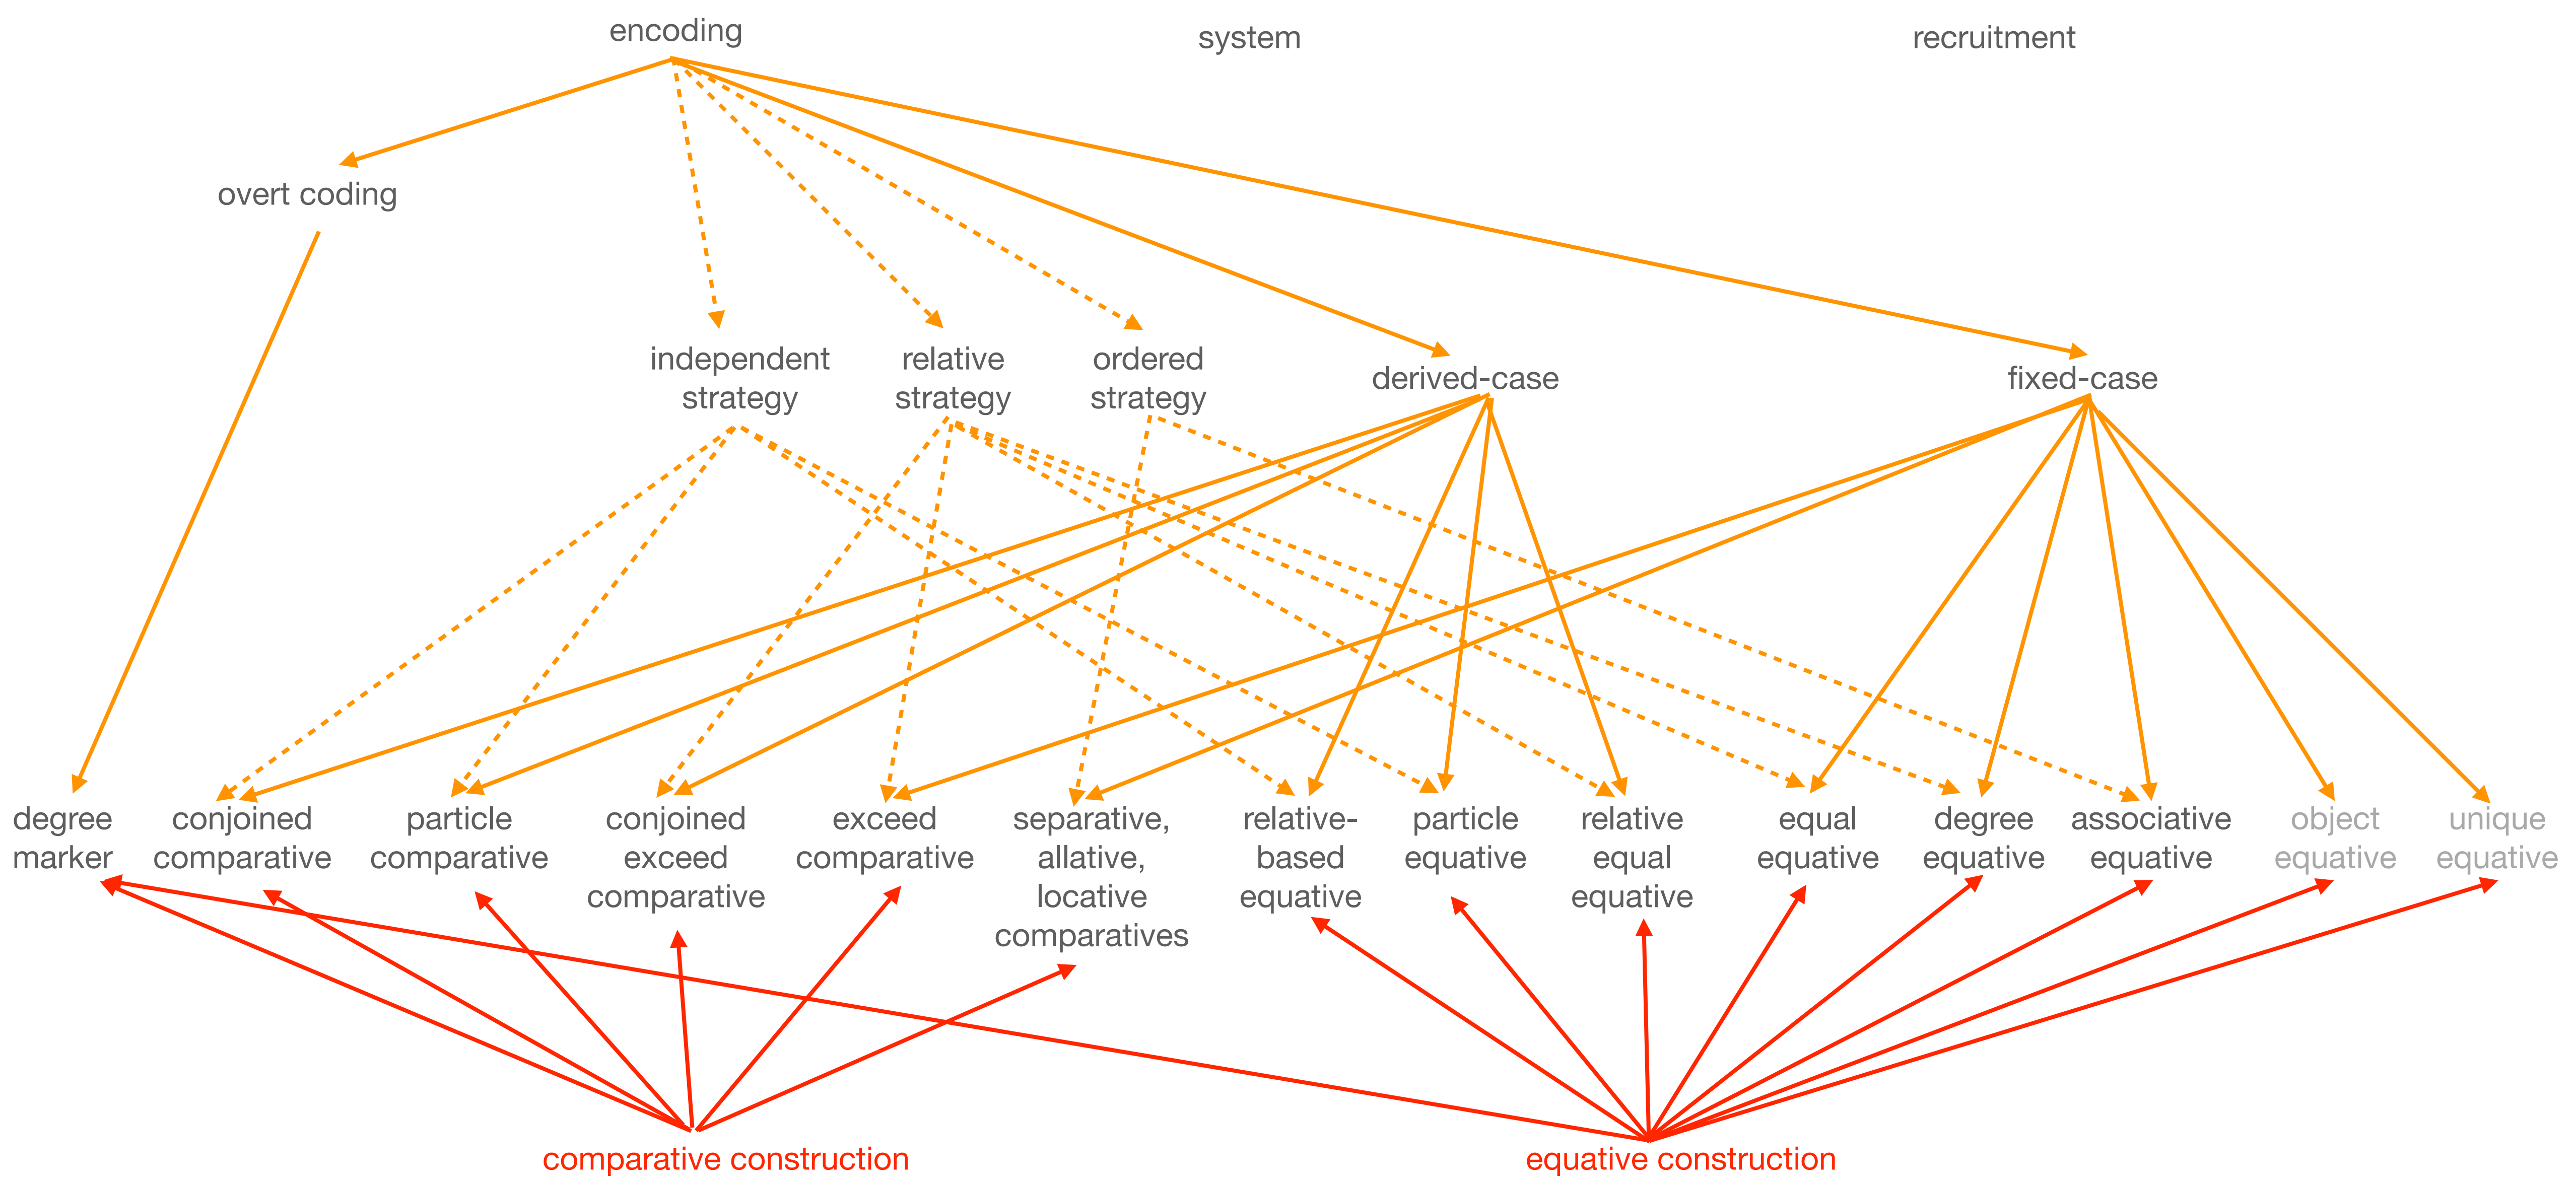 encoding
system
recruitment
overt coding
independent
strategy
relative
strategy
ordered
strategy
derived-case
fixed-case
degree
marker
conjoined
comparative
particle
comparative
conjoined
exceed
comparative
exceed
comparative
separative,
allative,
locative
comparatives
relative-
based
equative
particle
equative
relative
equal
equative
equal
equative
degree
equative
associative
equative
object
equative
unique
equative
comparative construction
equative construction